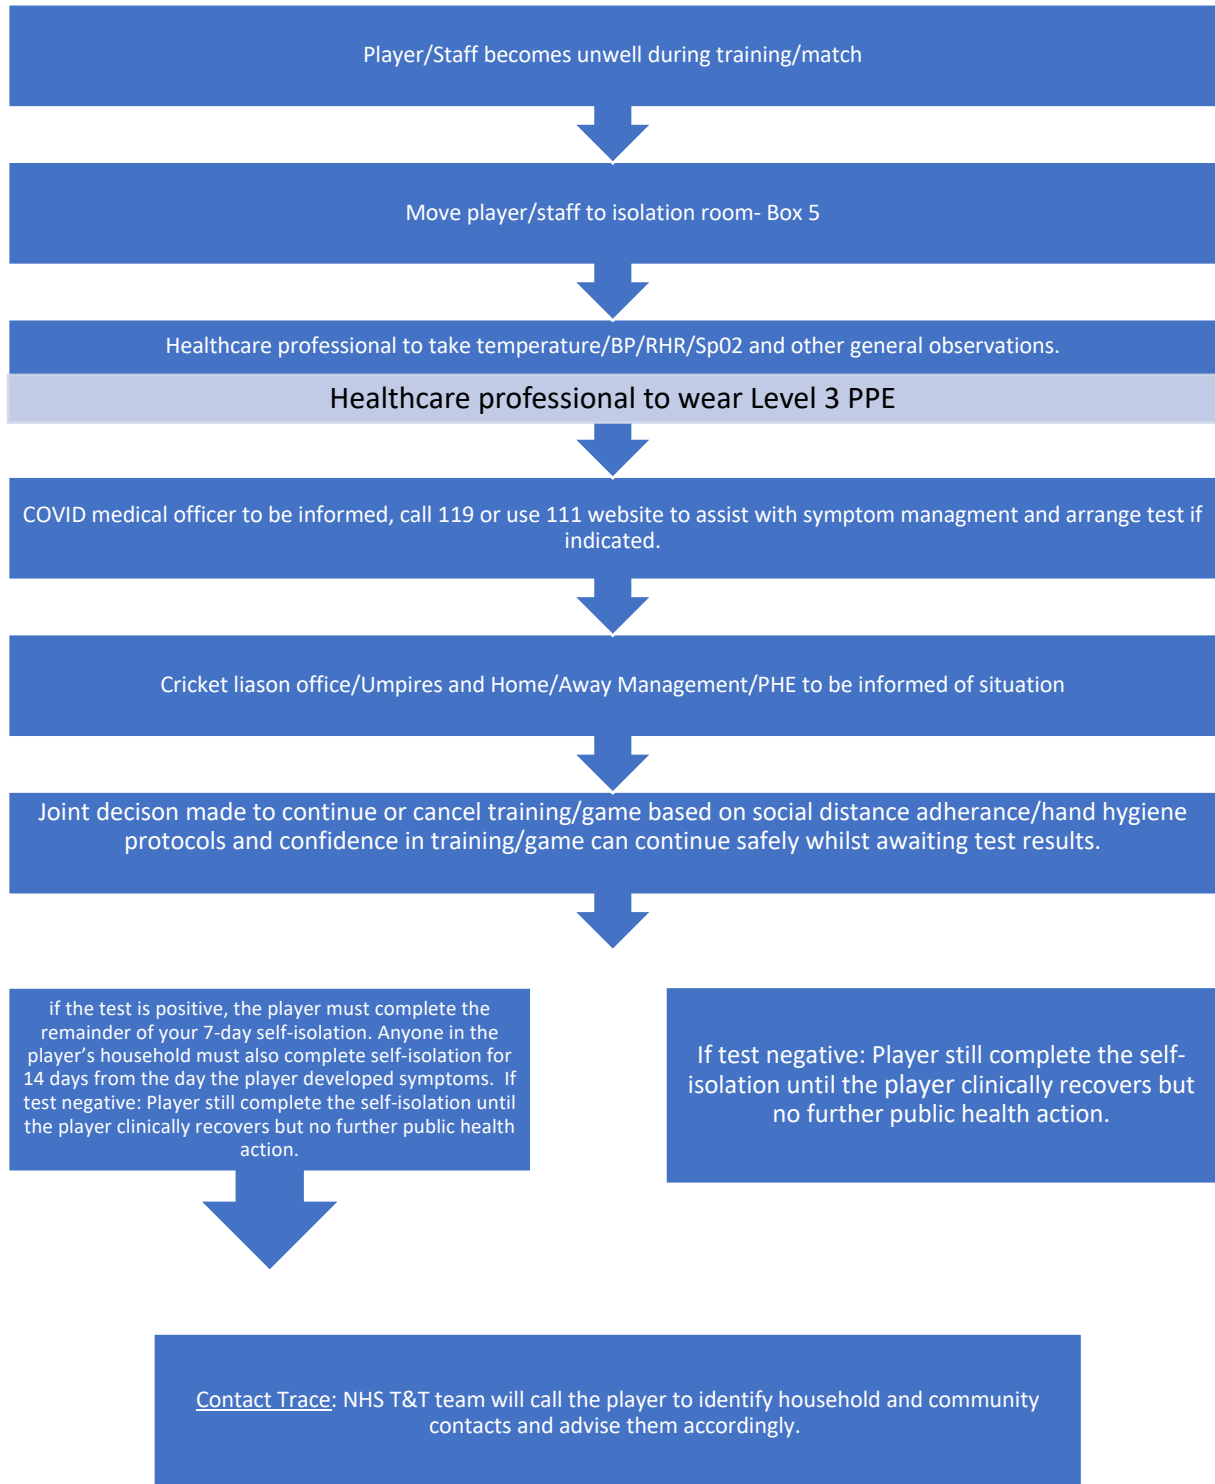 Player/Staff becomes unwell during training/match
Move player/staff to isolation room- Box 5
Healthcare professional to take temperature/BP/RHR/Sp02 and other general observations.
Healthcare professional to wear Level 3 PPE
COVID medical officer to be informed, call 119 or use 111 website to assist with symptom managment and arrange test if
indicated.
Cricket liason office/Umpires and Home/Away Management/PHE to be informed of situation
Joint decison made to continue or cancel training/game based on social distance adherance/hand hygiene
protocols and confidence in training/game can continue safely whilst awaiting test results.
if the test is positive, the player must complete the
remainder of your 7-day self-isolation. Anyone in the
player’s household must also complete self-isolation for
14 days from the day the player developed symptoms. If
test negative: Player still complete the self-isolation until
the player clinically recovers but no further public health
action.
If test negative: Player still complete the self-
isolation until the player clinically recovers but
no further public health action.
Contact Trace: NHS T&T team will call the player to identify household and community
contacts and advise them accordingly.